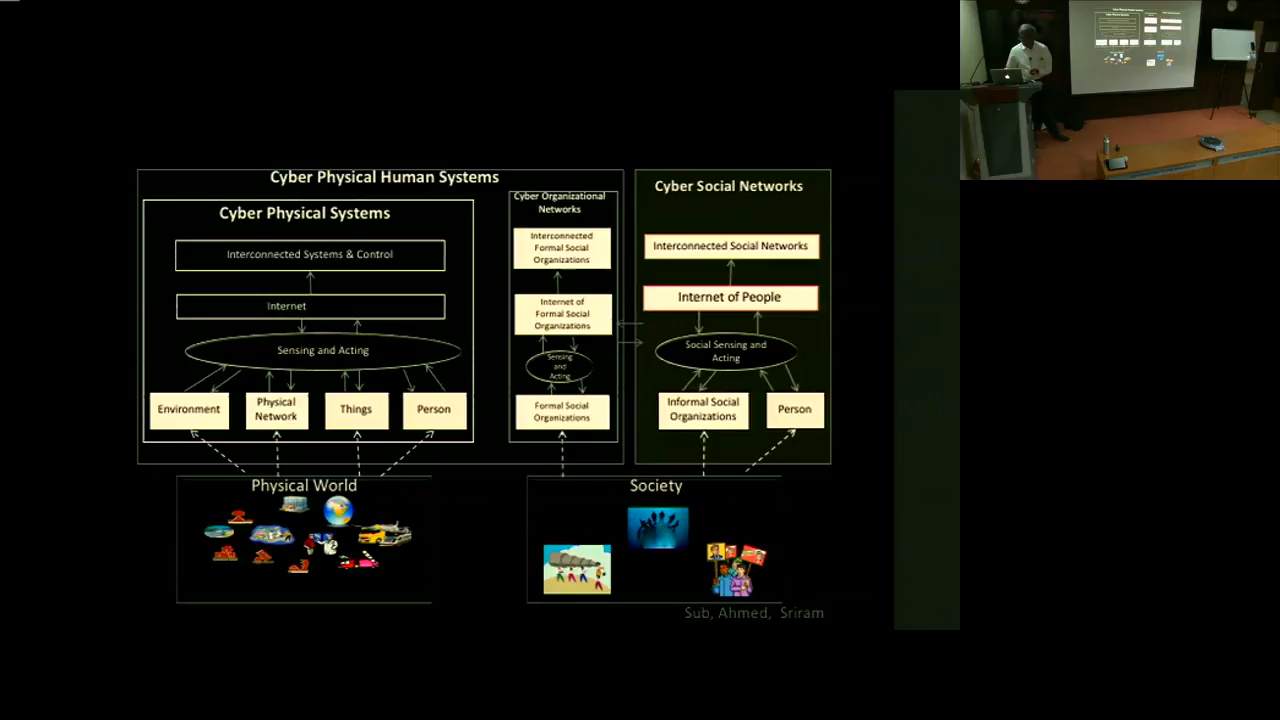 Cyber Physical Human Systems
Cyber Physical Systems
Interconnected Systems & Control
Internet
Sensing and Acting
Environment
Physical
Network
Things
Person
Cyber Organizational
Networks
Interconnected
Formal Social
Organizations
Internet of
Formal Social
Organizations
Sensing
and
Acting
Formal Social
Organizations
Cyber Social Networks
Interconnected Social Networks
Internet of People
Social Sensing and
Acting
Informal Social
Organizations
Person
Physical World
Society
Sub, Ahmed, Sriram